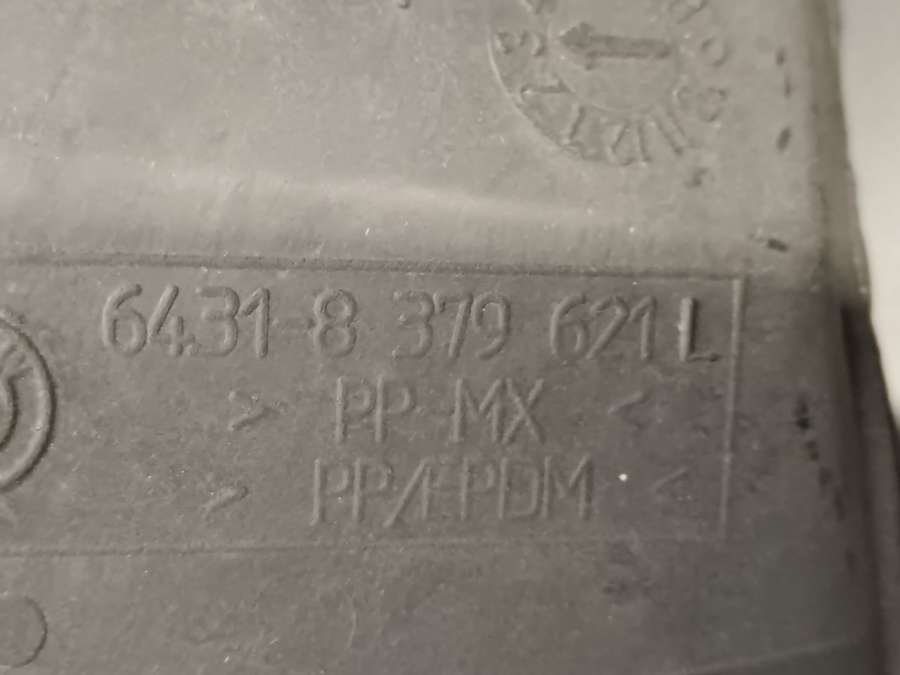 6431-8 379 621 L
> PP-MX <
> PP/EPDM <